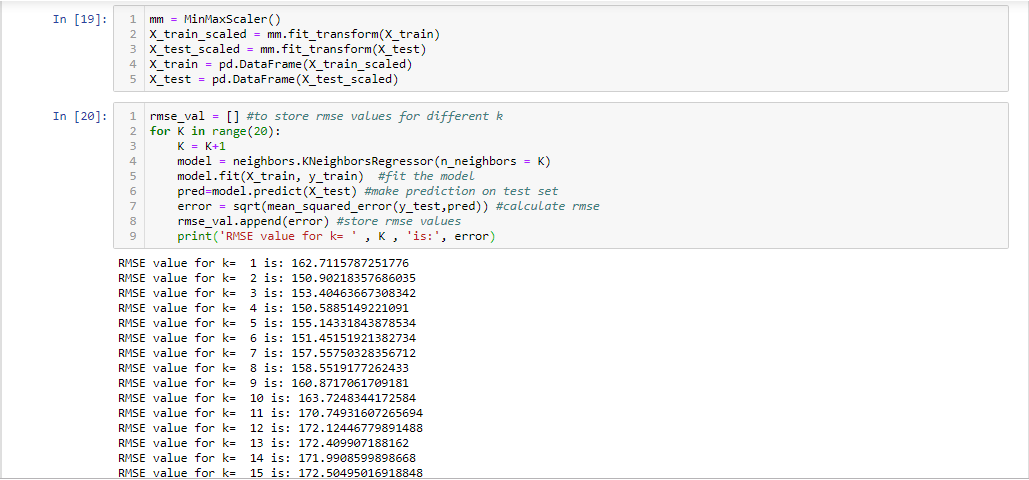 In [19]:
1 mm = MinMaxScaler()
2 X_train_scaled = mm.fit_transform(X_train)
3 X_test_scaled = mm.fit_transform(X_test)
4 X_train = pd.DataFrame(X_train_scaled)
5 X_test = pd.DataFrame(X_test_scaled)
In [20]:
1 rmse_val = [] #to store rmse values for different k
2 for K in range(20):
3     K = K+1
4     model = neighbors.KNeighborsRegressor(n_neighbors = K)
5     model.fit(X_train, y_train)  #fit the model
6     pred=model.predict(X_test) #make prediction on test set
7     error = sqrt(mean_squared_error(y_test,pred)) #calculate rmse
8     rmse_val.append(error) #store rmse values
9     print('RMSE value for k= ' , K , 'is:', error)
RMSE value for k=  1 is: 162.7115787251776
RMSE value for k=  2 is: 150.90218357686035
RMSE value for k=  3 is: 153.40463667308342
RMSE value for k=  4 is: 150.5885149221091
RMSE value for k=  5 is: 155.14331843878534
RMSE value for k=  6 is: 151.45151921382734
RMSE value for k=  7 is: 157.55750328356712
RMSE value for k=  8 is: 158.5519177262433
RMSE value for k=  9 is: 160.8717061709181
RMSE value for k=  10 is: 163.7248344172584
RMSE value for k=  11 is: 170.74931607265694
RMSE value for k=  12 is: 172.12446779891488
RMSE value for k=  13 is: 172.409907188162
RMSE value for k=  14 is: 171.9908599898668
RMSE value for k=  15 is: 172.50495016918848